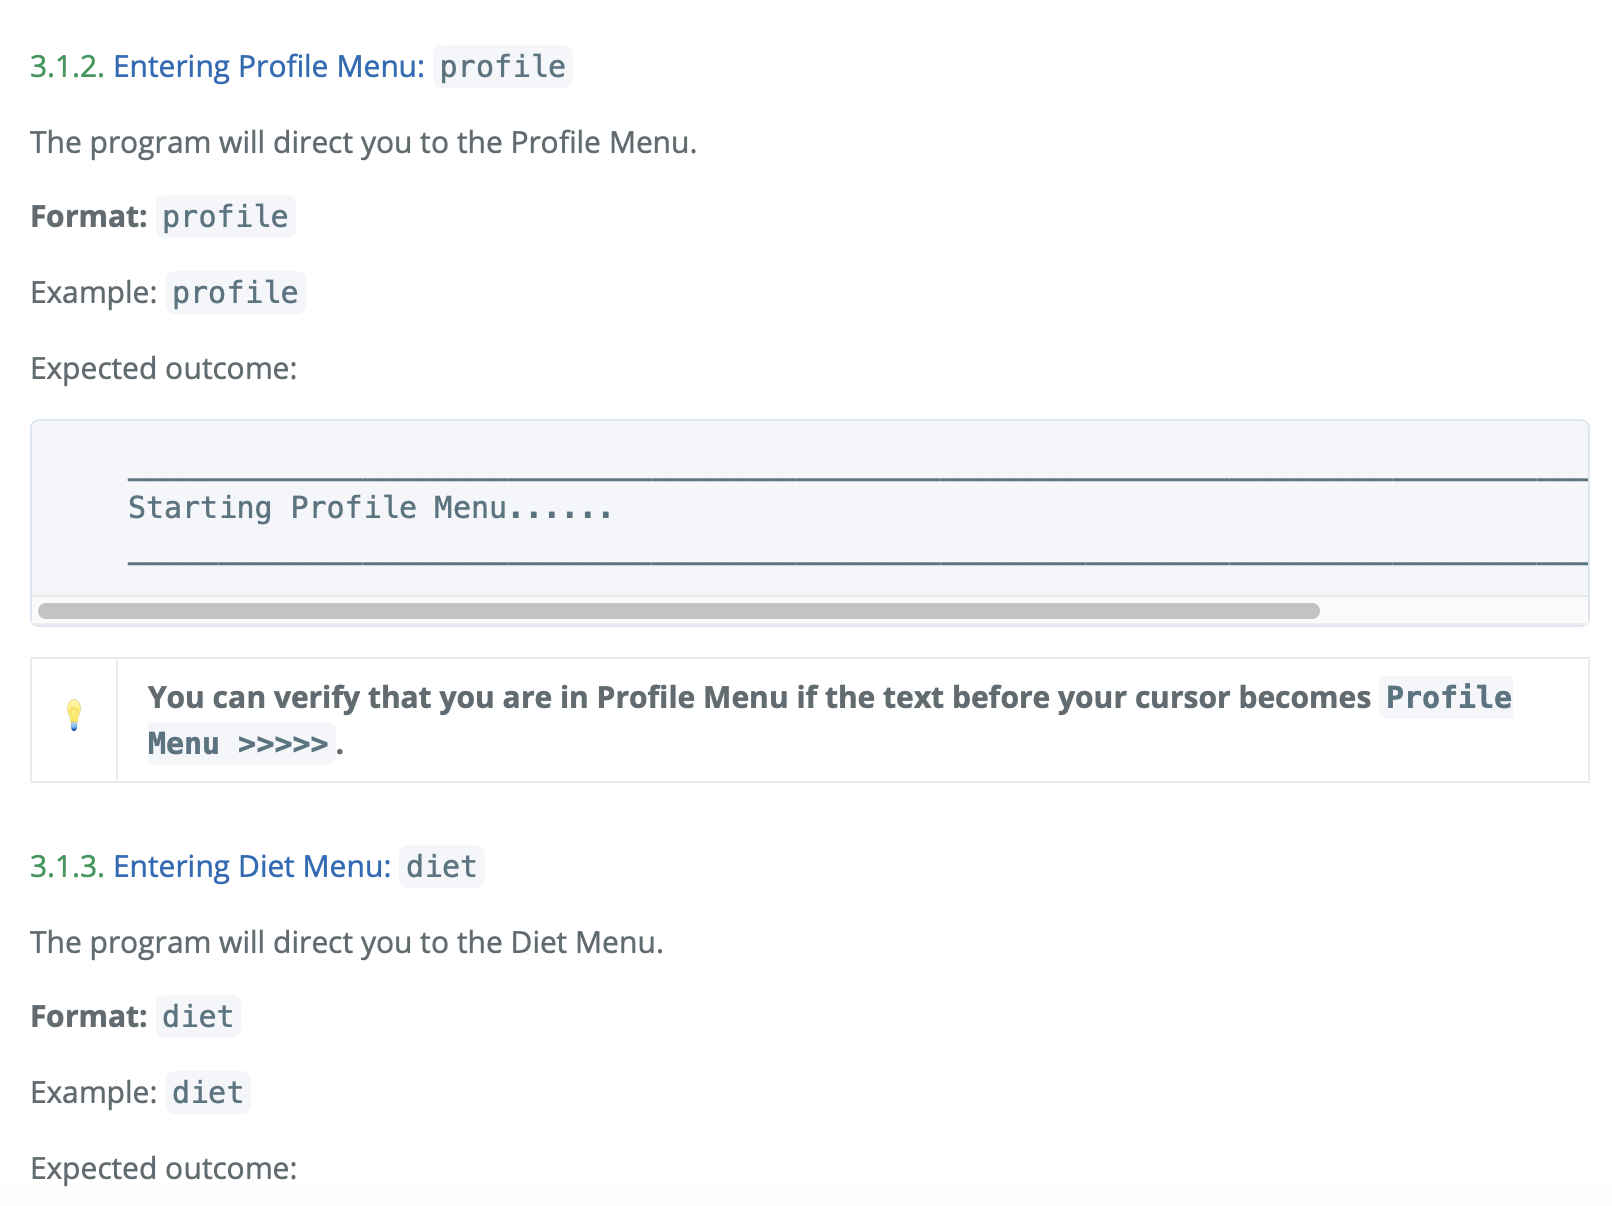 3.1.2. Entering Profile Menu: profile
The program will direct you to the Profile Menu.
Format: profile
Example: profile
Expected outcome:
Starting Profile Menu......
You can verify that you are in Profile Menu if the text before your cursor becomes Profile
Menu >>>>>.
3.1.3. Entering Diet Menu: diet
The program will direct you to the Diet Menu.
Format: diet
Example: diet
Expected outcome: